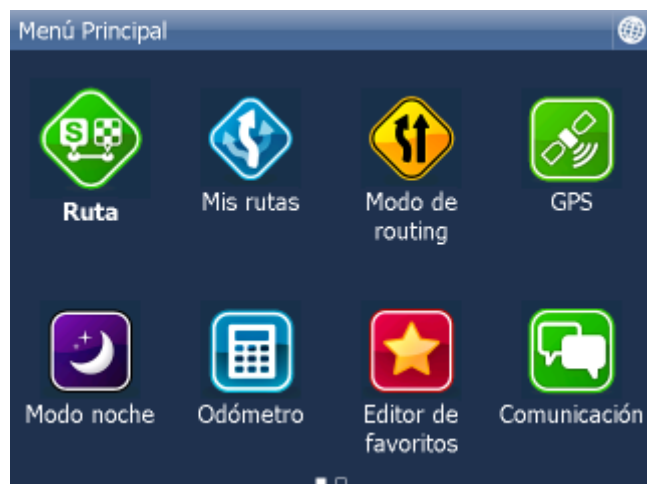 Menú Principal
S
Ruta
Mis rutas
Modo de
routing
GPS
Modo noche
Odómetro
Editor de
favoritos
Comunicación